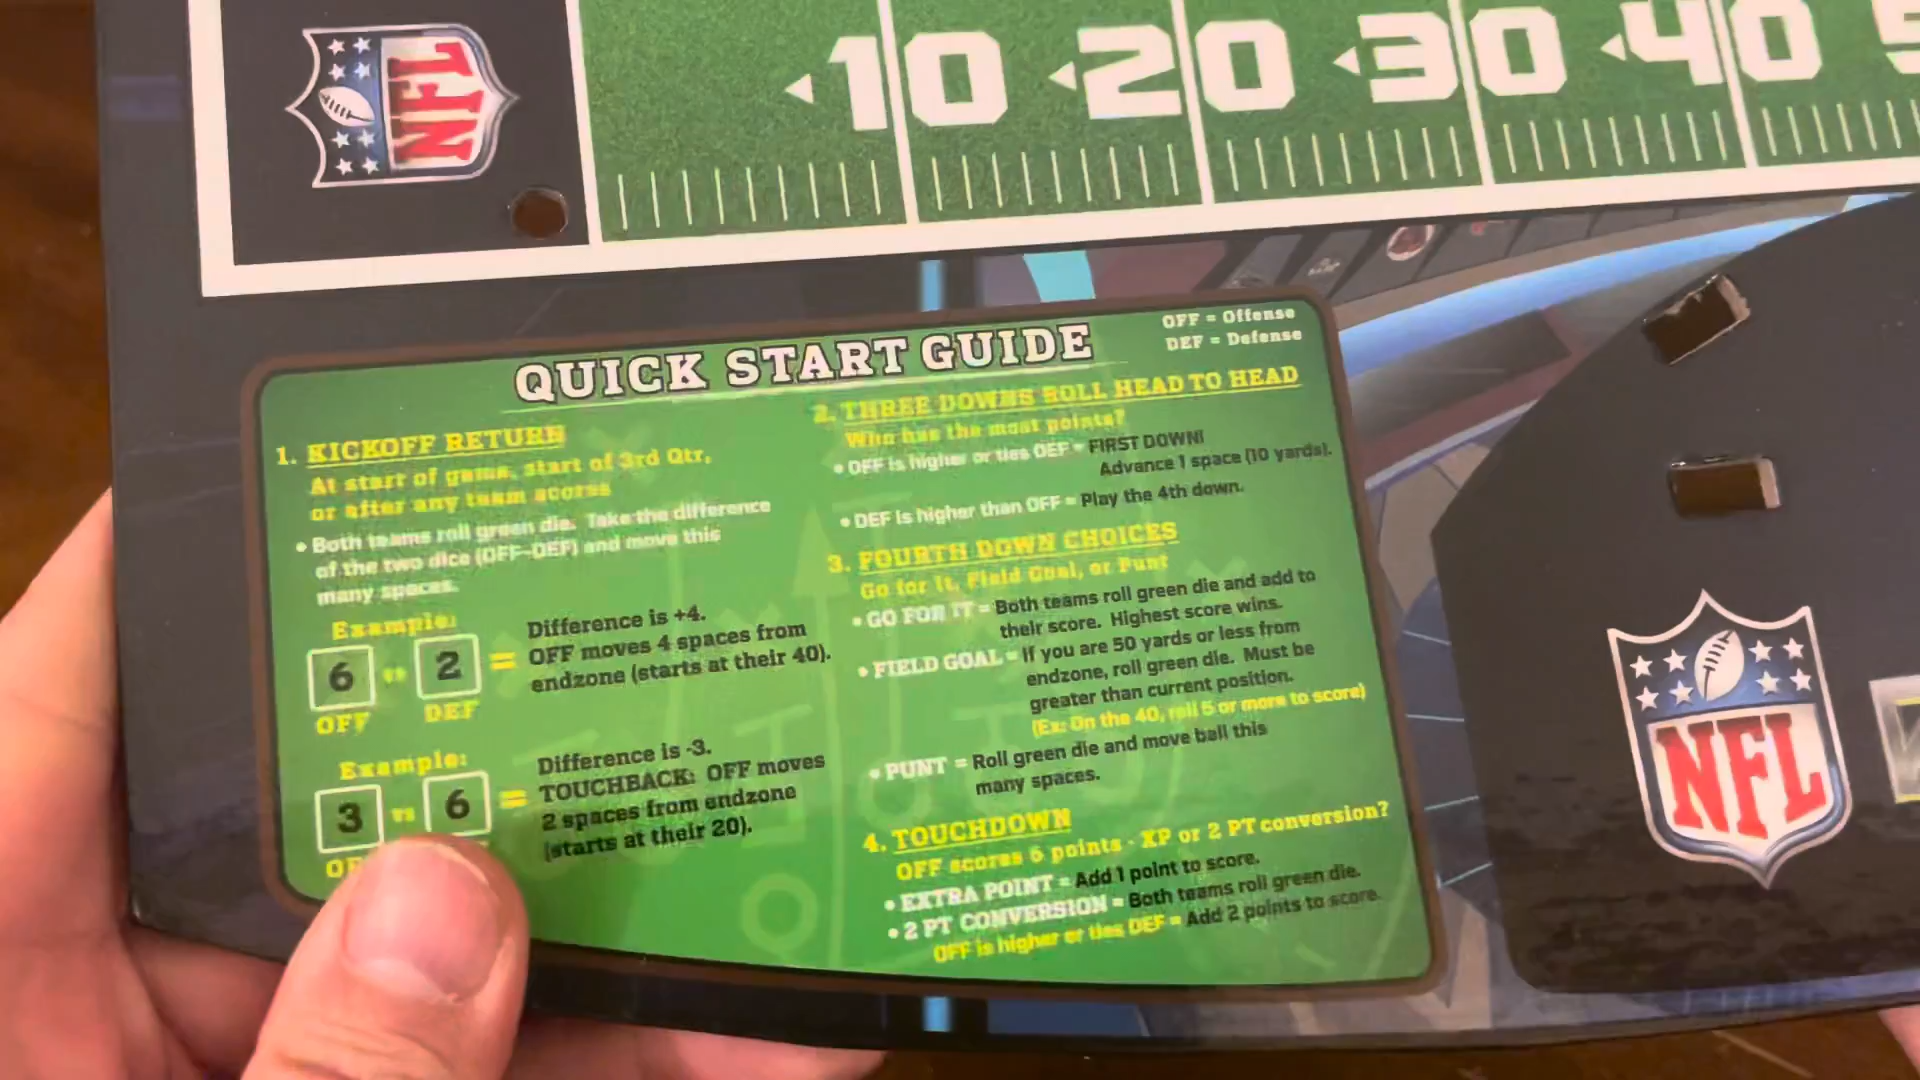 NFL
10 20 30 40
QUICK START GUIDE
OFF = Offense
DEF = Defense
1. KICKOFF RETURN
At start of game, start of 3rd Qtr,
or after any team scores
• Both teams roll green die. Take the difference
of the two dice (OFF-DEF) and move this
many spaces.
Example:
6 vs 2 =
OFF DEF
Difference is +4.
OFF moves 4 spaces from
endzone (starts at their 40).
Example:
3 vs 6 =
Difference is -3.
TOUCHBACK: OFF moves
2 spaces from endzone
(starts at their 20).
2. THREE DOWNS ROLL HEAD TO HEAD
Who has the most points?
• OFF is higher or ties DEF = FIRST DOWN!
Advance 1 space (10 yards).
• DEF is higher than OFF = Play the 4th down.
3. FOURTH DOWN CHOICES
Go for It, Field Goal, or Punt
• GO FOR IT = Both teams roll green die and add to
their score. Highest score wins.
• FIELD GOAL = If you are 50 yards or less from
endzone, roll green die. Must be
greater than current position.
(Ex: On the 40, roll 5 or more to score)
• PUNT = Roll green die and move ball this
many spaces.
4. TOUCHDOWN
OFF scores 6 points - XP or 2 PT conversion?
• EXTRA POINT = Add 1 point to score.
• 2 PT CONVERSION = Both teams roll green die.
OFF is higher or ties DEF = Add 2 points to score.
NFL